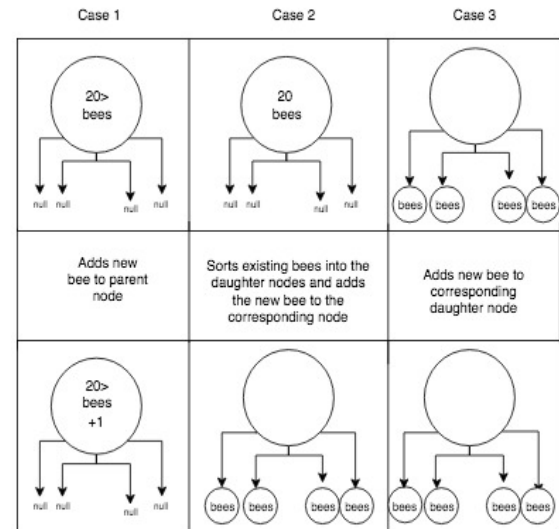 Case 1
Case 2
Case 3
20>
bees
null
null
null
null
20
bees
null
null
null
null
bees
bees
bees
bees
Adds new
bee to parent
node
Sorts existing bees into the
daughter nodes and adds
the new bee to the
corresponding node
Adds new bee to
corresponding
daughter node
20>
bees
+1
null
null
null
null
bees
bees
bees
bees
bees
bees
bees
bees